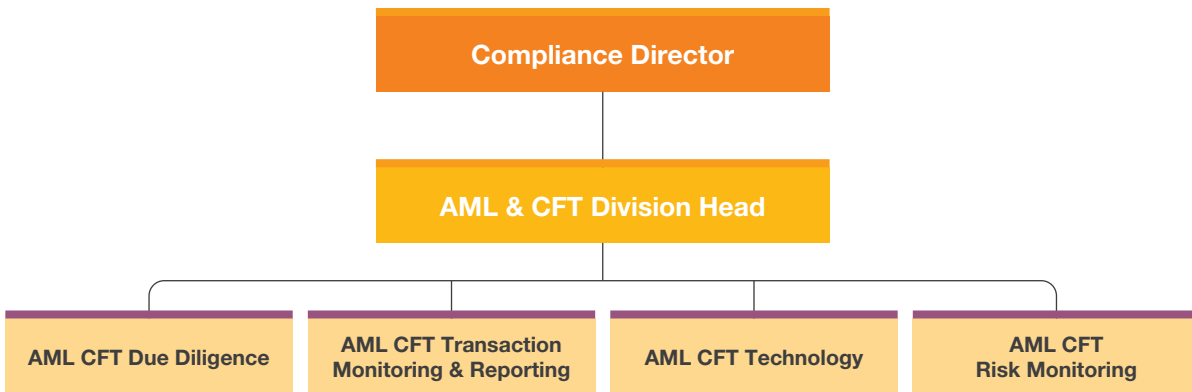 Compliance Director
AML & CFT Division Head
AML CFT Due Diligence
AML CFT Transaction
Monitoring & Reporting
AML CFT Technology
AML CFT
Risk Monitoring